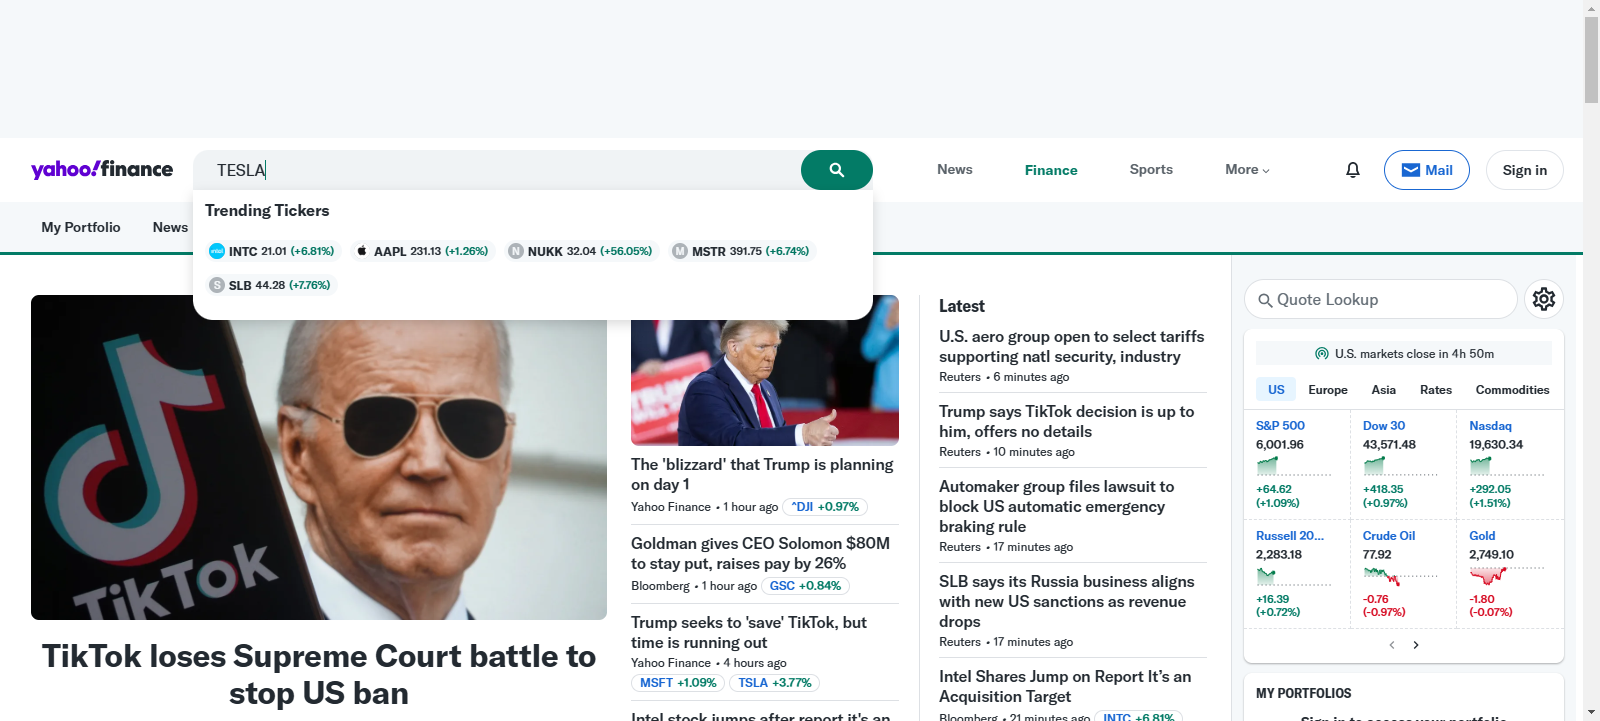 yahoo!finance
TESLA
News
Finance
Sports
More
Mail
Sign in
My Portfolio
News
Trending Tickers
intel INTC 21.01 (+6.81%)
AAPL 231.13 (+1.26%)
N NUKK 32.04 (+56.05%)
M MSTR 391.75 (+6.74%)
S SLB 44.28 (+7.76%)
TikTok
TikTok loses Supreme Court battle to
stop US ban
The 'blizzard' that Trump is planning
on day 1
Yahoo Finance • 1 hour ago ^DJI +0.97%
Goldman gives CEO Solomon $80M
to stay put, raises pay by 26%
Bloomberg • 1 hour ago GSC +0.84%
Trump seeks to 'save' TikTok, but
time is running out
Yahoo Finance • 4 hours ago
MSFT +1.09% TSLA +3.77%
Intel stock jumps after report it's an
Latest
U.S. aero group open to select tariffs
supporting natl security, industry
Reuters • 6 minutes ago
Trump says TikTok decision is up to
him, offers no details
Reuters • 10 minutes ago
Automaker group files lawsuit to
block US automatic emergency
braking rule
Reuters • 17 minutes ago
SLB says its Russia business aligns
with new US sanctions as revenue
drops
Reuters • 17 minutes ago
Intel Shares Jump on Report It's an
Acquisition Target
Bloomberg • 21 minutes ago INTC +6.81%
Quote Lookup
U.S. markets close in 4h 50m
US Europe Asia Rates Commodities
S&P 500
6,001.96
+64.62
(+1.09%)
Dow 30
43,571.48
+418.35
(+0.97%)
Nasdaq
19,630.34
+292.05
(+1.51%)
Russell 20...
2,283.18
+16.39
(+0.72%)
Crude Oil
77.92
-0.76
(-0.97%)
Gold
2,749.10
-1.80
(-0.07%)
MY PORTFOLIOS
Sign in to access your portfolio